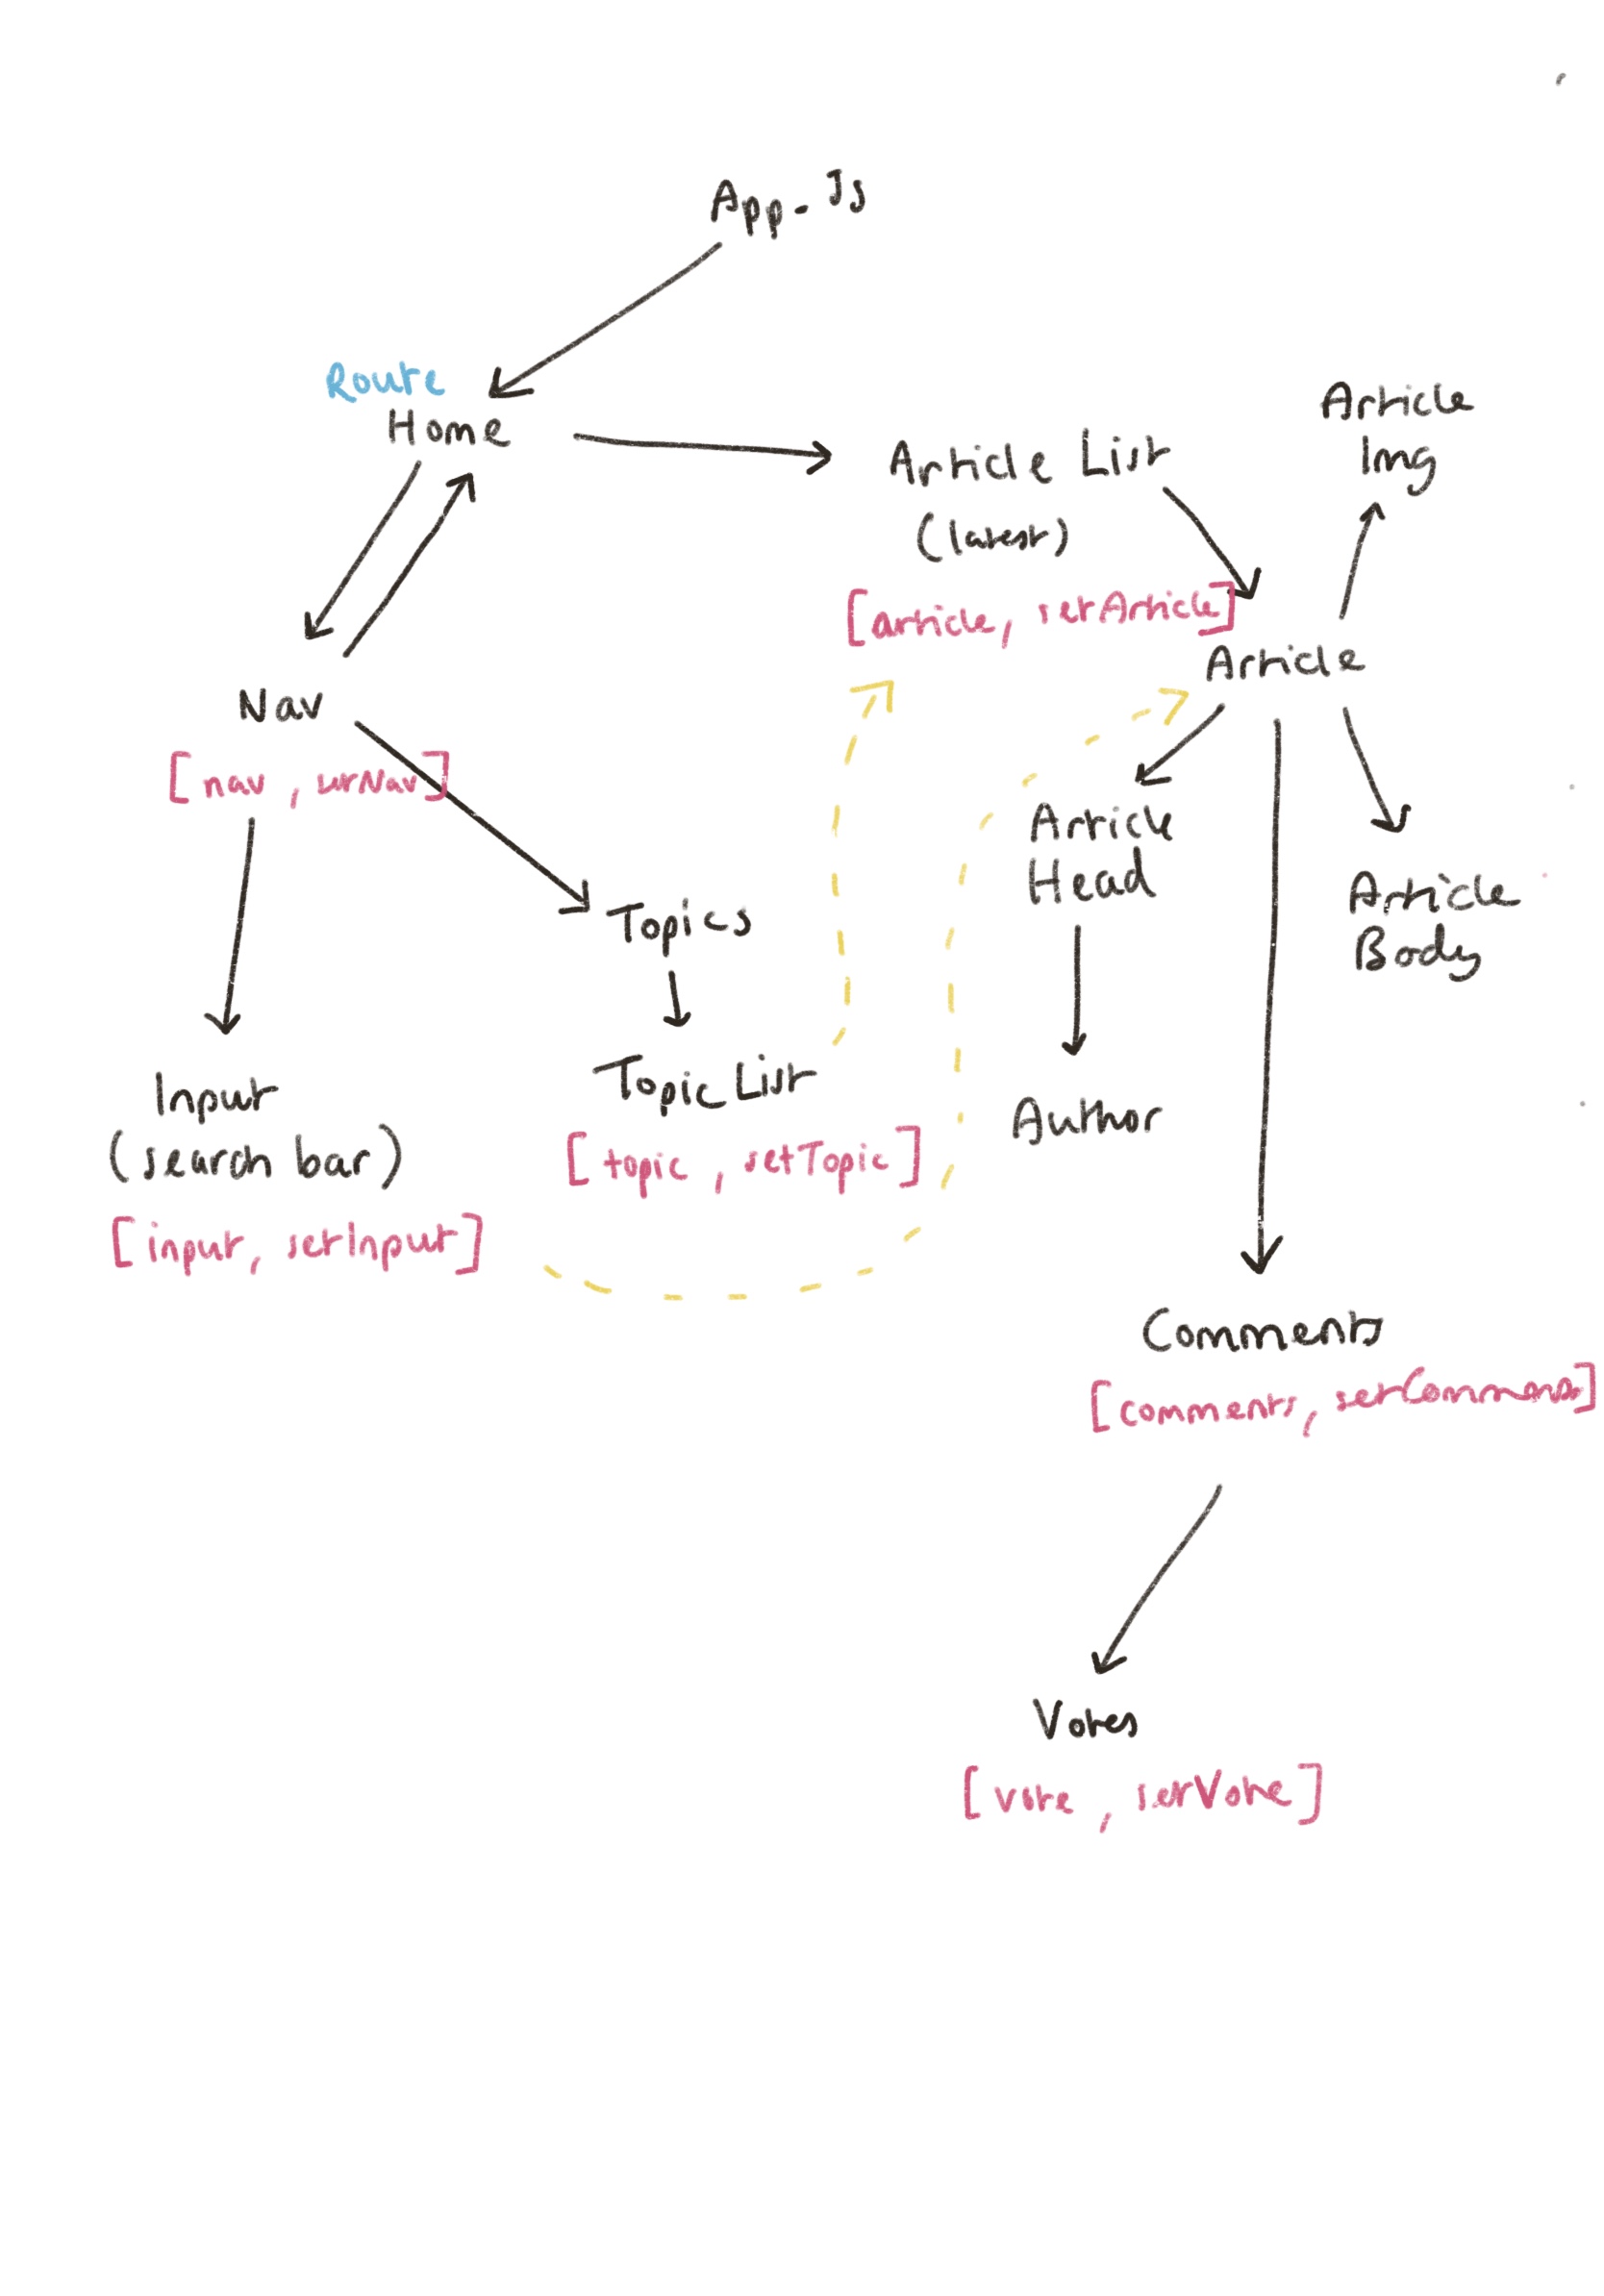 App.Js
Route
Home
Article List
(latest)
[article, setArticle]
Article
Img
Article
Nav
[nav, setNav]
Article
Head
Article
Body
Topics
Topic List
[topic, setTopic]
Input
(search bar)
[input, setInput]
Author
Comments
[comments, setComments]
Votes
[vote, setVote]